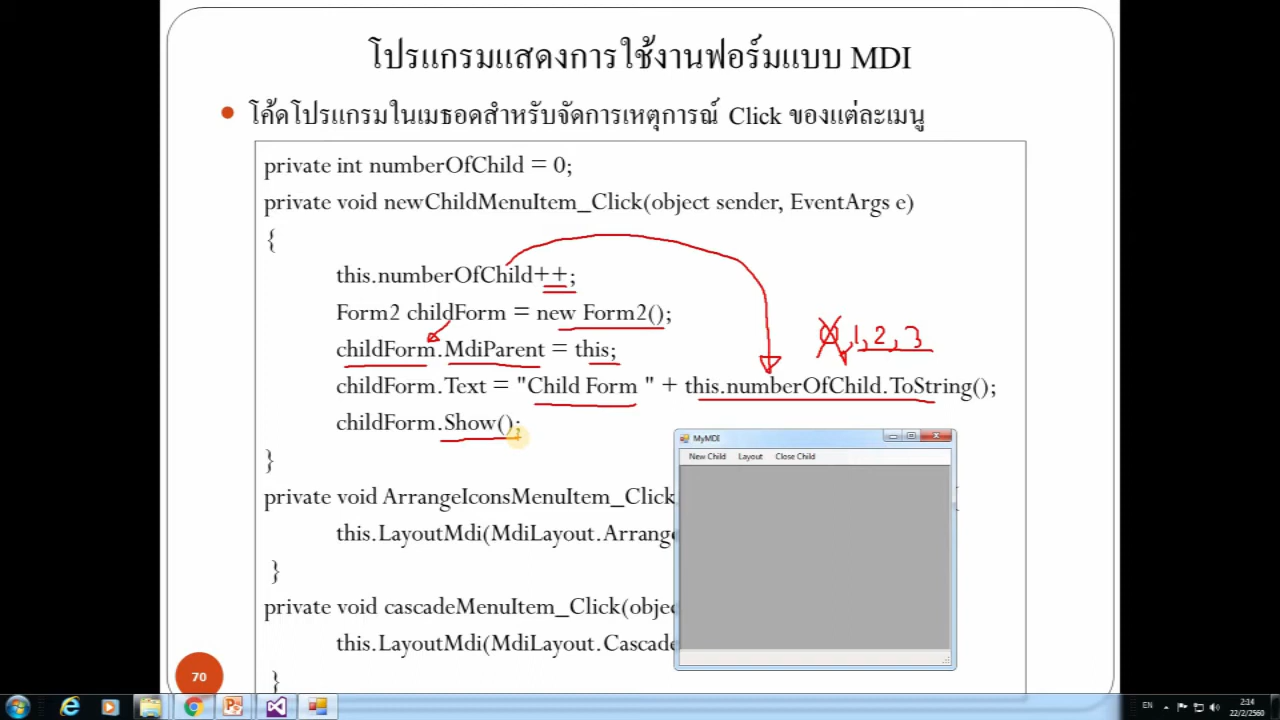 โปรแกรมแสดงการใช้งานฟอร์มแบบ MDI
โค้ดโปรแกรมในเมธอดสำหรับจัดการเหตุการณ์ Click ของแต่ละเมนู
private int numberOfChild = 0;
private void newChildMenuItem_Click(object sender, EventArgs e)
{
this.numberOfChild++;
Form2 childForm = new Form2();
childForm.MdiParent = this;
0,1,2,3
childForm.Text = "Child Form " + this.numberOfChild.ToString();
childForm.Show();
}
MyMDI
New Child Layout Close Child
private void ArrangeIconsMenuItem_Click
this.LayoutMdi(MdiLayout.Arrange
}
private void cascadeMenuItem_Click(objec
this.LayoutMdi(MdiLayout.Cascade
}
70
EN 2:14
22/2/2560